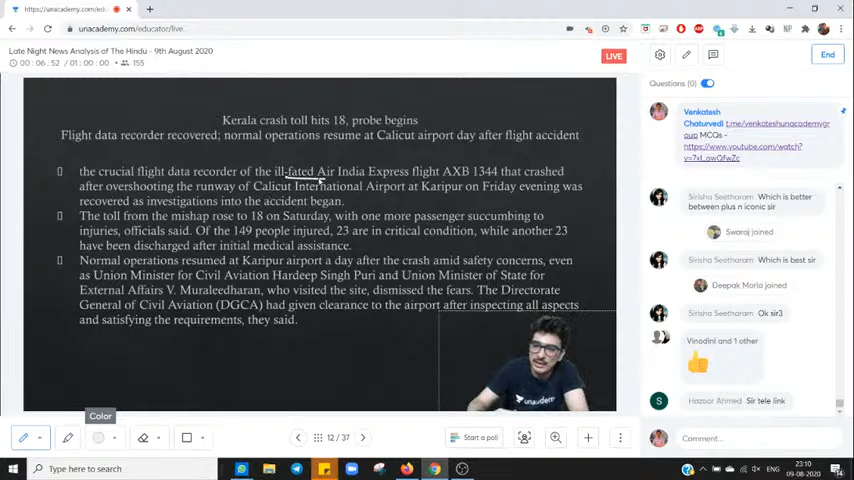 https://unacademy.com/educator/live
unacademy.com/educator/live..
Late Night News Analysis of The Hindu - 9th August 2020
00 : 06 : 52 / 01 : 00 : 00 • 155
LIVE
End
Kerala crash toll hits 18, probe begins
Flight data recorder recovered; normal operations resume at Calicut airport day after flight accident
the crucial flight data recorder of the ill-fated Air India Express flight AXB 1344 that crashed
after overshooting the runway of Calicut International Airport at Karipur on Friday evening was
recovered as investigations into the accident began.
The toll from the mishap rose to 18 on Saturday, with one more passenger succumbing to
injuries, officials said. Of the 149 people injured, 23 are in critical condition, while another 23
have been discharged after initial medical assistance.
Normal operations resumed at Karipur airport a day after the crash amid safety concerns, even
as Union Minister for Civil Aviation Hardeep Singh Puri and Union Minister of State for
External Affairs V. Muraleedharan, who visited the site, dismissed the fears. The Directorate
General of Civil Aviation (DGCA) had given clearance to the airport after inspecting all aspects
and satisfying the requirements, they said.
unacademy
Color
12 / 37
Start a poll
Questions (0)
Venkatesh
Chaturvedi t.me/venkateshunacademygr
oup MCQs -
https://www.youtube.com/watc
h?v=z7xl_owQfWZc
Sirisha Seetharam Which is better
between plus n iconic sir
Swaraj joined
Sirisha Seetharam Which is best sir
Deepak Moria joined
Sirisha Seetharam Ok sir3
Vinodini and 1 other
Hazoor Ahmed Sir tele link
Comment...
Type here to search
ENG
23:10
09-08-2020